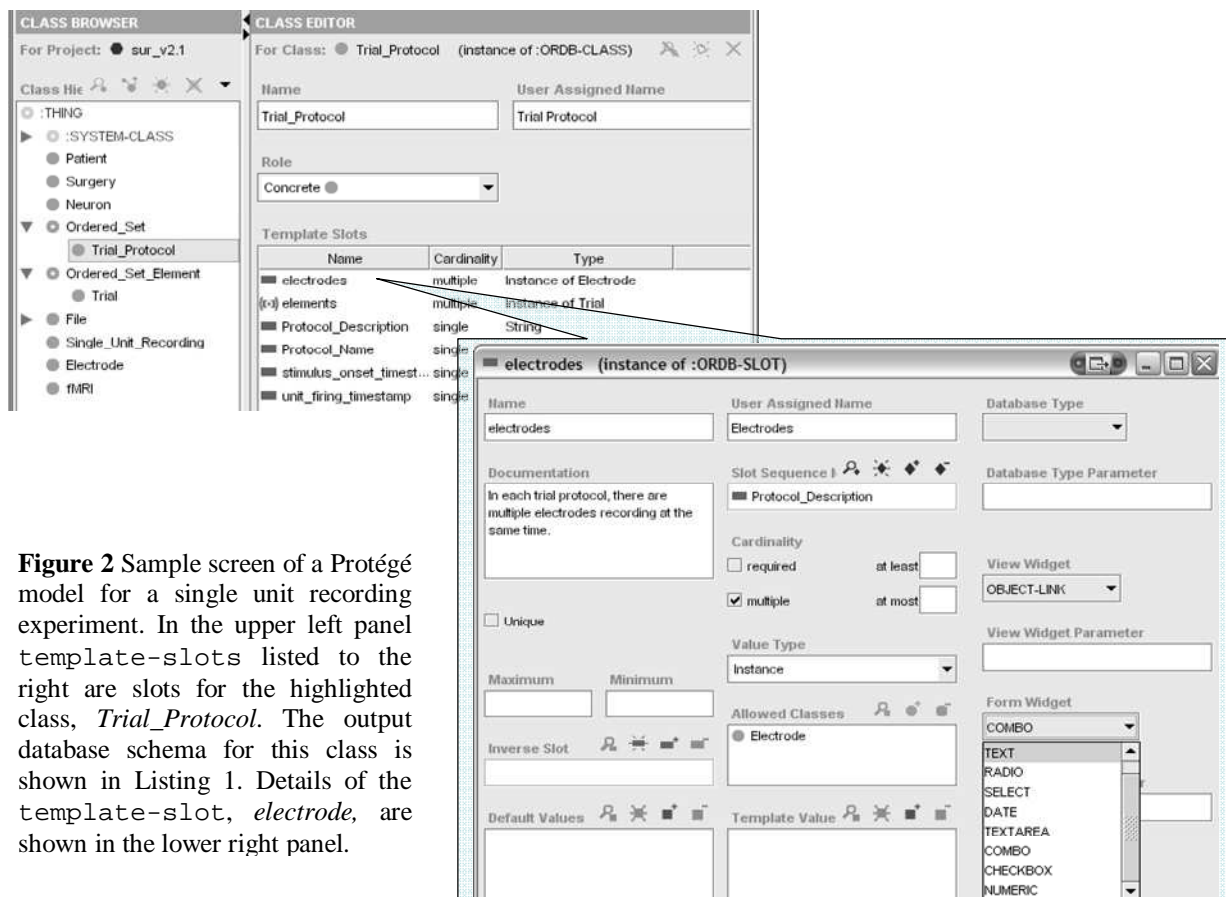 CLASS BROWSER
For Project: sur_v2.1
Class Hie
:THING
:SYSTEM-CLASS
Patient
Surgery
Neuron
Ordered_Set
Trial_Protocol
Ordered_Set_Element
Trial
File
Single_Unit_Recording
Electrode
fMRI
CLASS EDITOR
For Class: Trial_Protocol (instance of :ORDB-CLASS)
Name User Assigned Name
Trial_Protocol Trial Protocol
Role
Concrete
Template Slots
Name Cardinality Type
electrodes multiple Instance of Electrode
elements multiple Instance of Trial
Protocol_Description single String
Protocol_Name single
stimulus_onset_timest... single
unit_firing_timestamp single
electrodes (instance of :ORDB-SLOT)
Name User Assigned Name Database Type
electrodes Electrodes
Documentation Slot Sequence Database Type Parameter
In each trial protocol, there are
multiple electrodes recording at the
same time.
Protocol_Description
Cardinality
required at least
multiple at most
View Widget
OBJECT-LINK
Unique
Value Type
Instance
View Widget Parameter
Maximum Minimum
Allowed Classes
Electrode
Form Widget
COMBO
TEXT
RADIO
SELECT
DATE
TEXTAREA
COMBO
CHECKBOX
NUMERIC
Inverse Slot
Default Values Template Value
Figure 2 Sample screen of a Protégé
model for a single unit recording
experiment. In the upper left panel
template-slots listed to the
right are slots for the highlighted
class, Trial_Protocol. The output
database schema for this class is
shown in Listing 1. Details of the
template-slot, electrode, are
shown in the lower right panel.